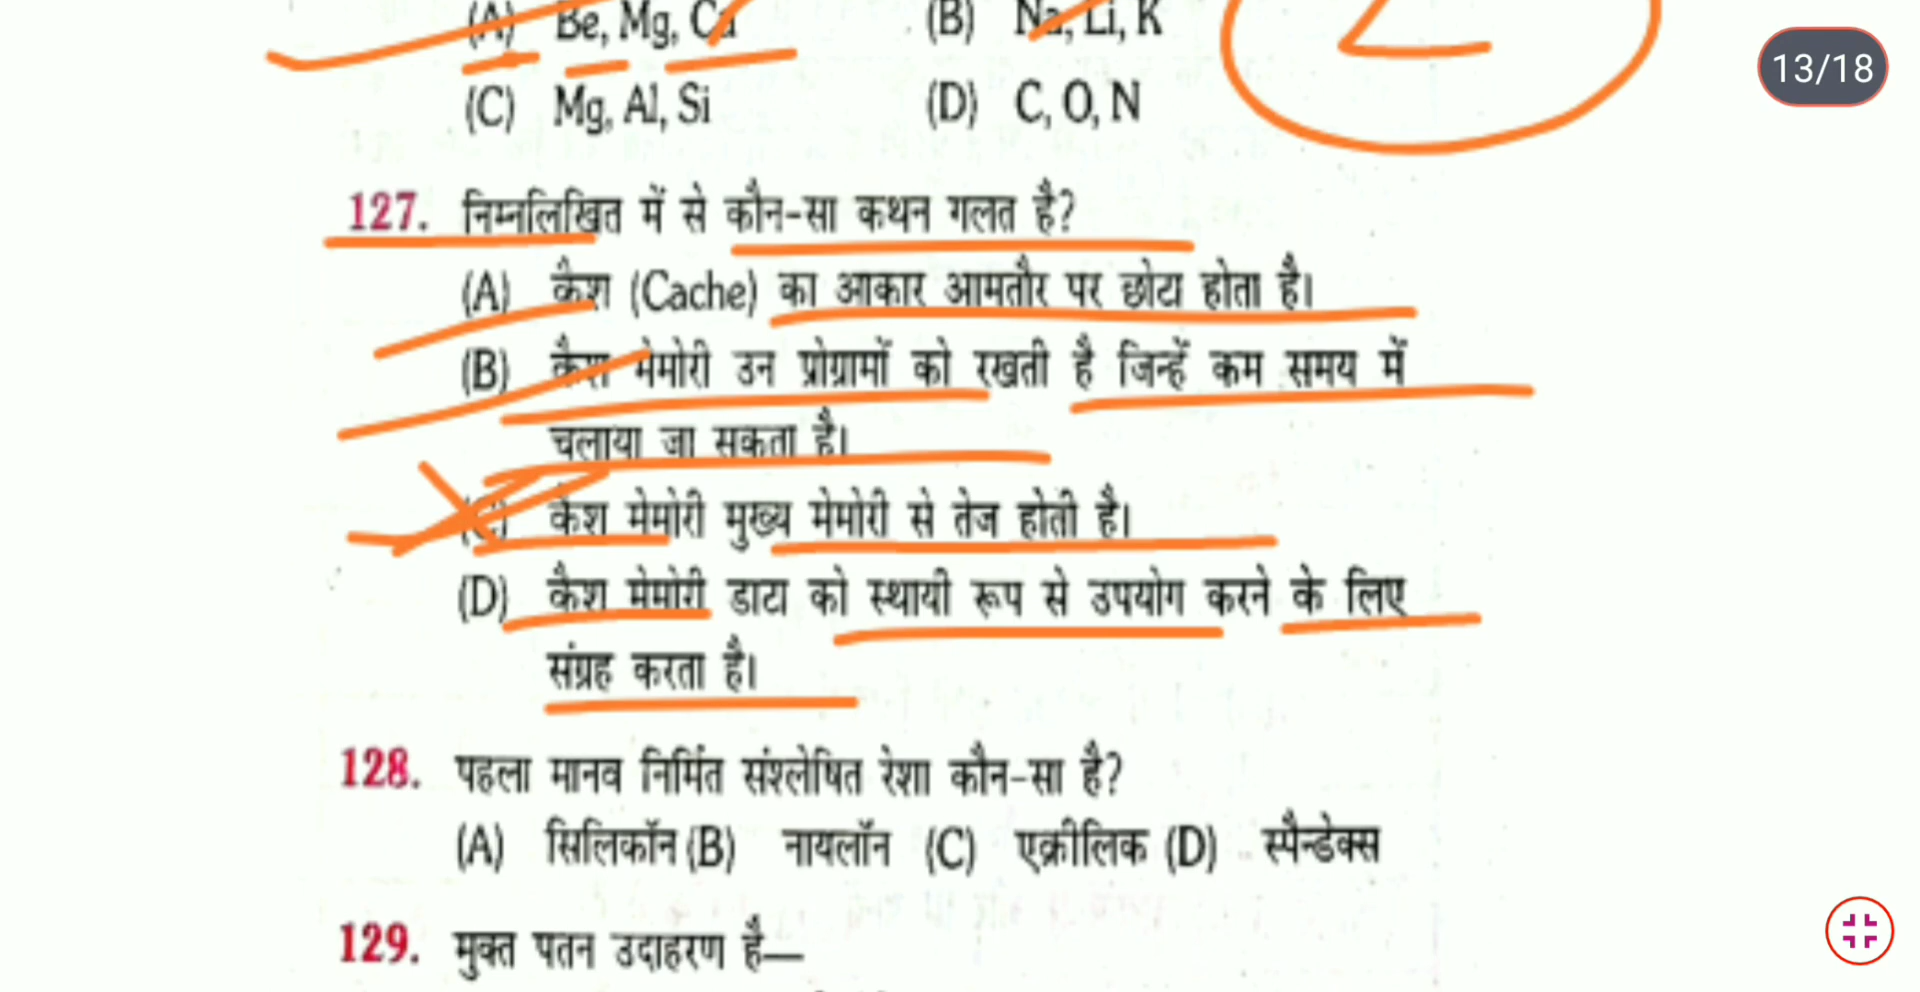 (A) Be, Mg, Ca (B) Na, Li, K
13/18
(C) Mg, Al, Si (D) C, O, N
127. निम्नलिखित में से कौन-सा कथन गलत है?
(A) कैश (Cache) का आकार आमतौर पर छोटा होता है।
(B) कैश मेमोरी उन प्रोग्रामों को रखती है जिन्हें कम समय में
चलाया जा सकता है।
(C) कैश मेमोरी मुख्य मेमोरी से तेज होती है।
(D) कैश मेमोरी डाटा को स्थायी रूप से उपयोग करने के लिए
संग्रह करता है।
128. पहला मानव निर्मित संश्लेषित रेशा कौन-सा है?
(A) सिलिकॉन (B) नायलॉन (C) एक्रीलिक (D) स्पैन्डेक्स
129. मुक्त पतन उदाहरण है—